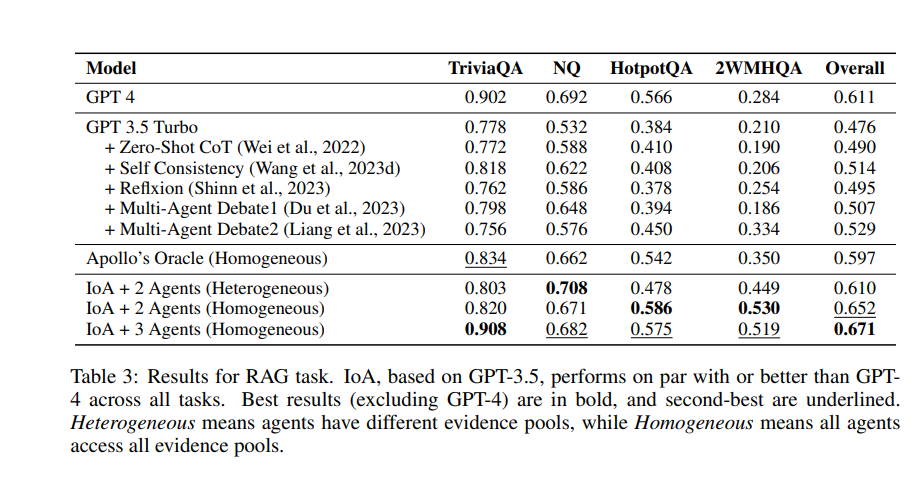 Model TriviaQA NQ HotpotQA 2WMHQA Overall
GPT 4 0.902 0.692 0.566 0.284 0.611
GPT 3.5 Turbo 0.778 0.532 0.384 0.210 0.476
+ Zero-Shot CoT (Wei et al., 2022) 0.772 0.588 0.410 0.190 0.490
+ Self Consistency (Wang et al., 2023d) 0.818 0.622 0.408 0.206 0.514
+ Reflxion (Shinn et al., 2023) 0.762 0.586 0.378 0.254 0.495
+ Multi-Agent Debate1 (Du et al., 2023) 0.798 0.648 0.394 0.186 0.507
+ Multi-Agent Debate2 (Liang et al., 2023) 0.756 0.576 0.450 0.334 0.529
Apollo's Oracle (Homogeneous) 0.834 0.662 0.542 0.350 0.597
IoA + 2 Agents (Heterogeneous) 0.803 0.708 0.478 0.449 0.610
IoA + 2 Agents (Homogeneous) 0.820 0.671 0.586 0.530 0.652
IoA + 3 Agents (Homogeneous) 0.908 0.682 0.575 0.519 0.671
Table 3: Results for RAG task. IoA, based on GPT-3.5, performs on par with or better than GPT-
4 across all tasks. Best results (excluding GPT-4) are in bold, and second-best are underlined.
Heterogeneous means agents have different evidence pools, while Homogeneous means all agents
access all evidence pools.